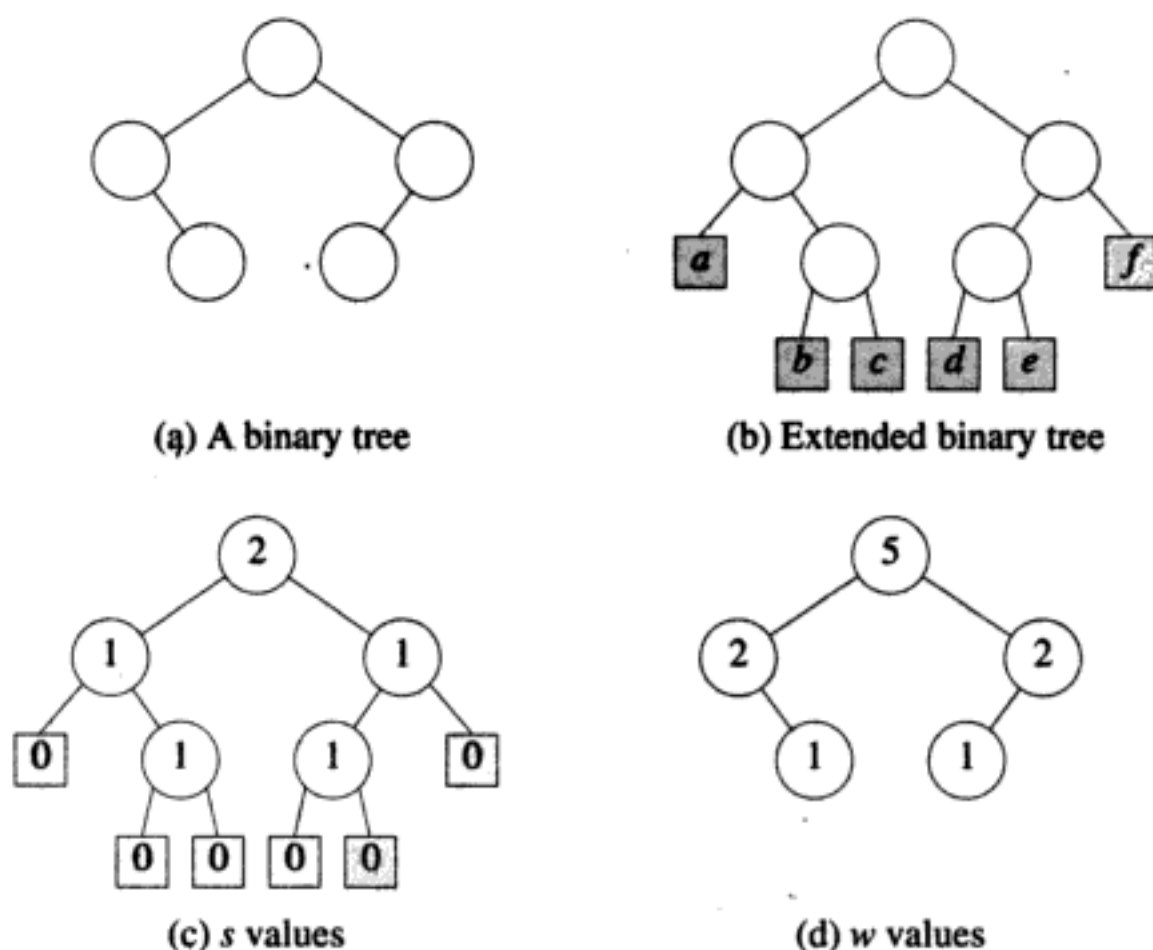 a
f
b c d e
(a) A binary tree
(b) Extended binary tree
2
1 1
0 1 1 0
0 0 0 0
5
2 2
1 1
(c) s values
(d) w values